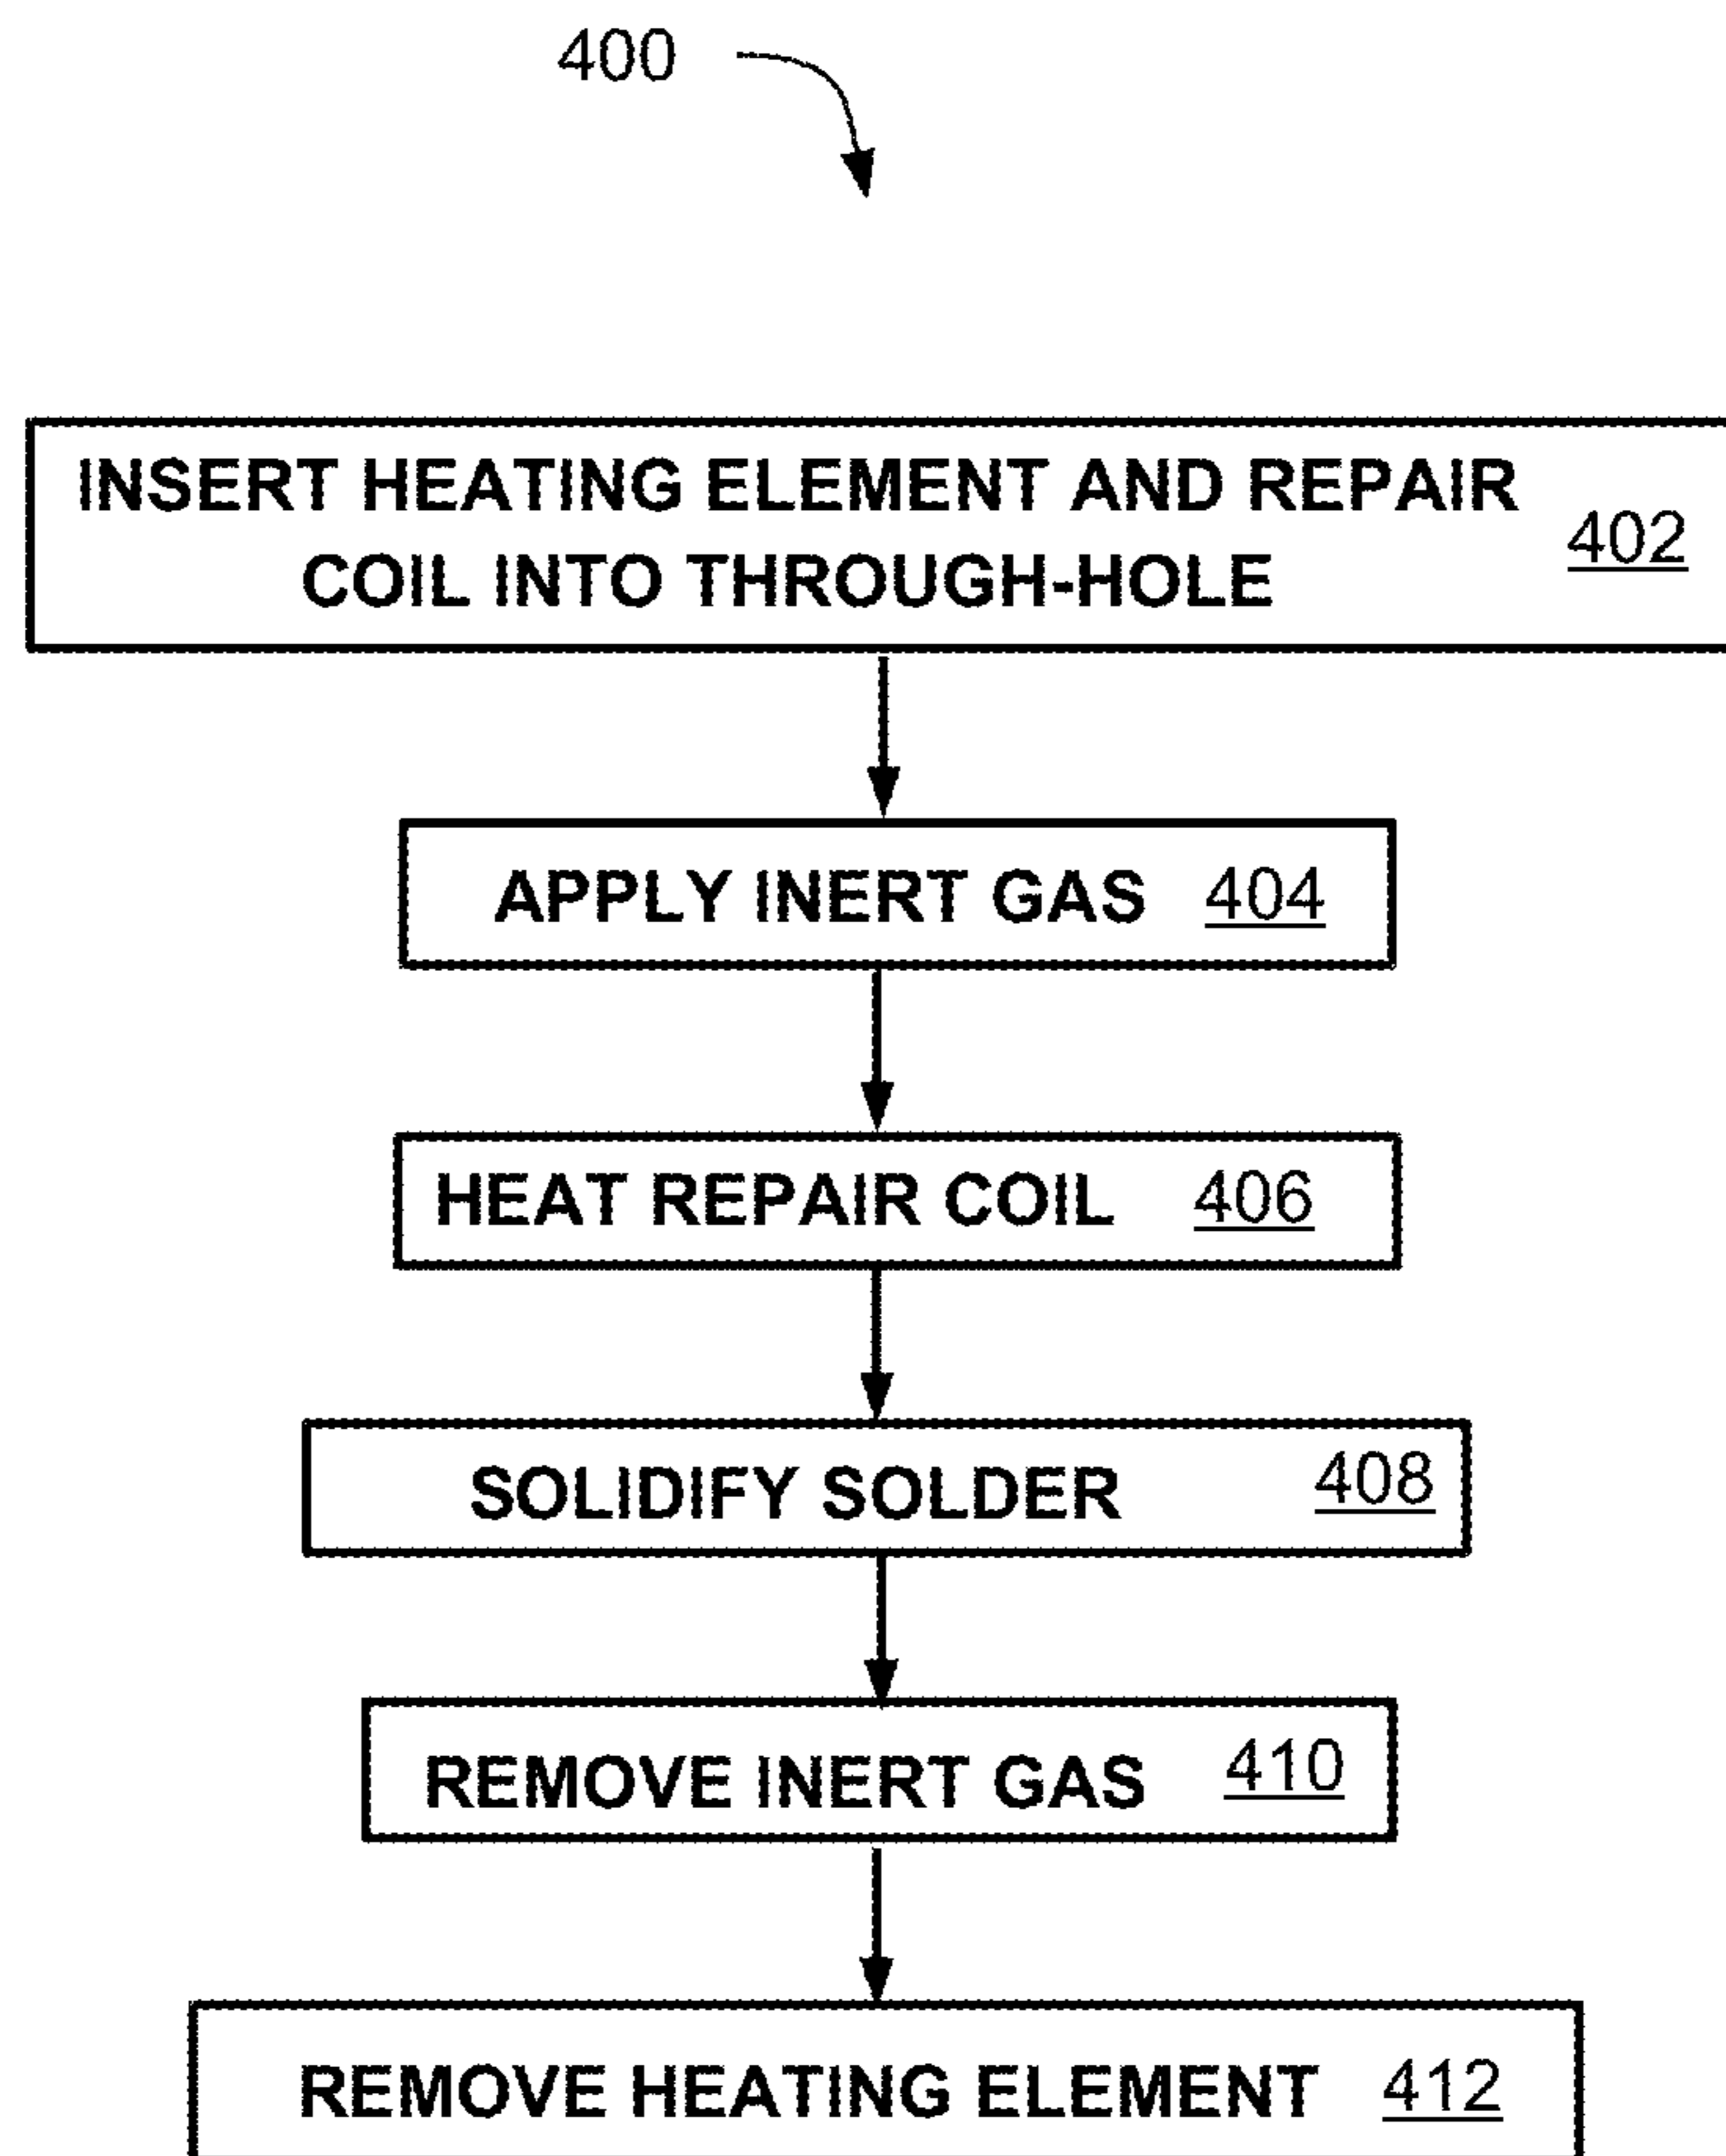 400
INSERT HEATING ELEMENT AND REPAIR
COIL INTO THROUGH-HOLE 402
APPLY INERT GAS 404
HEAT REPAIR COIL 406
SOLIDIFY SOLDER 408
REMOVE INERT GAS 410
REMOVE HEATING ELEMENT 412